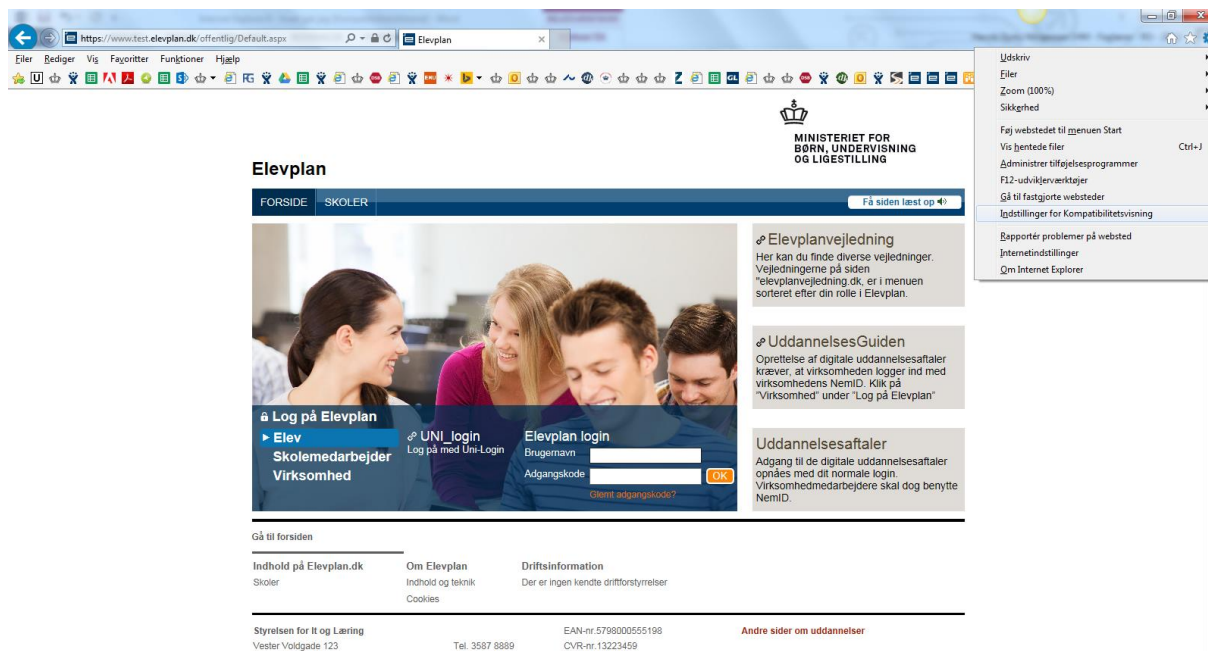 https://www.test.elevplan.dk/offentlig/Default.aspx
Elevplan
Filer Rediger Vis Favoritter Funktioner Hjælp
Udskriv
Filer
Zoom (100%)
Sikkerhed
Føj webstedet til menuen Start
Vis hentede filer Ctrl+J
Administrer tilføjelsesprogrammer
F12-udviklerværktøjer
Gå til fastgjorte websteder
Indstillinger for Kompatibilitetsvisning
Rapportér problemer på websted
Internetindstillinger
Om Internet Explorer
MINISTERIET FOR
BØRN, UNDERVISNING
OG LIGESTILLING
Elevplan
FORSIDE SKOLER
Få siden læst op
Elevplanvejledning
Her kan du finde diverse vejledninger.
Vejledningerne på siden
"elevplanvejledning.dk, er i menuen
sorteret efter din rolle i Elevplan.
UddannelsesGuiden
Oprettelse af digitale uddannelsesaftaler
kræver, at virksomheden logger ind med
virksomhedens NemID. Klik på
"Virksomhed" under "Log på Elevplan"
Uddannelsesaftaler
Adgang til de digitale uddannelsesaftaler
opnåes med dit normale login.
Virksomhedmedarbejdere skal dog benytte
NemID.
Log på Elevplan
Elev
Skolemedarbejder
Virksomhed
UNI_login
Log på med Uni-Login
Elevplan login
Brugernavn
Adgangskode
OK
Glemt adgangskode?
Gå til forsiden
Indhold på Elevplan.dk
Skoler
Om Elevplan
Indhold og teknik
Cookies
Driftsinformation
Der er ingen kendte driftforstyrrelser
Styrelsen for It og Læring
Vester Voldgade 123
Tel. 3587 8889
EAN-nr.5798000555198
CVR-nr.13223459
Andre sider om uddannelser